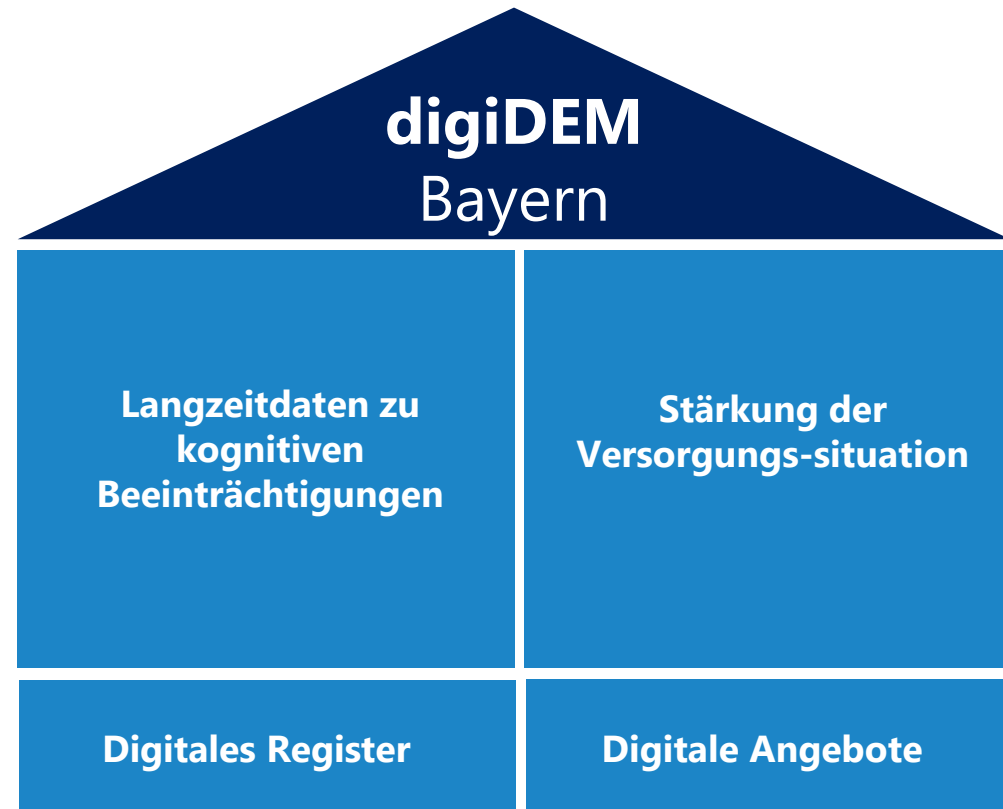 digiDEM
Bayern
Langzeitdaten zu
kognitiven
Beeinträchtigungen
Stärkung der
Versorgungs-situation
Digitales Register
Digitale Angebote